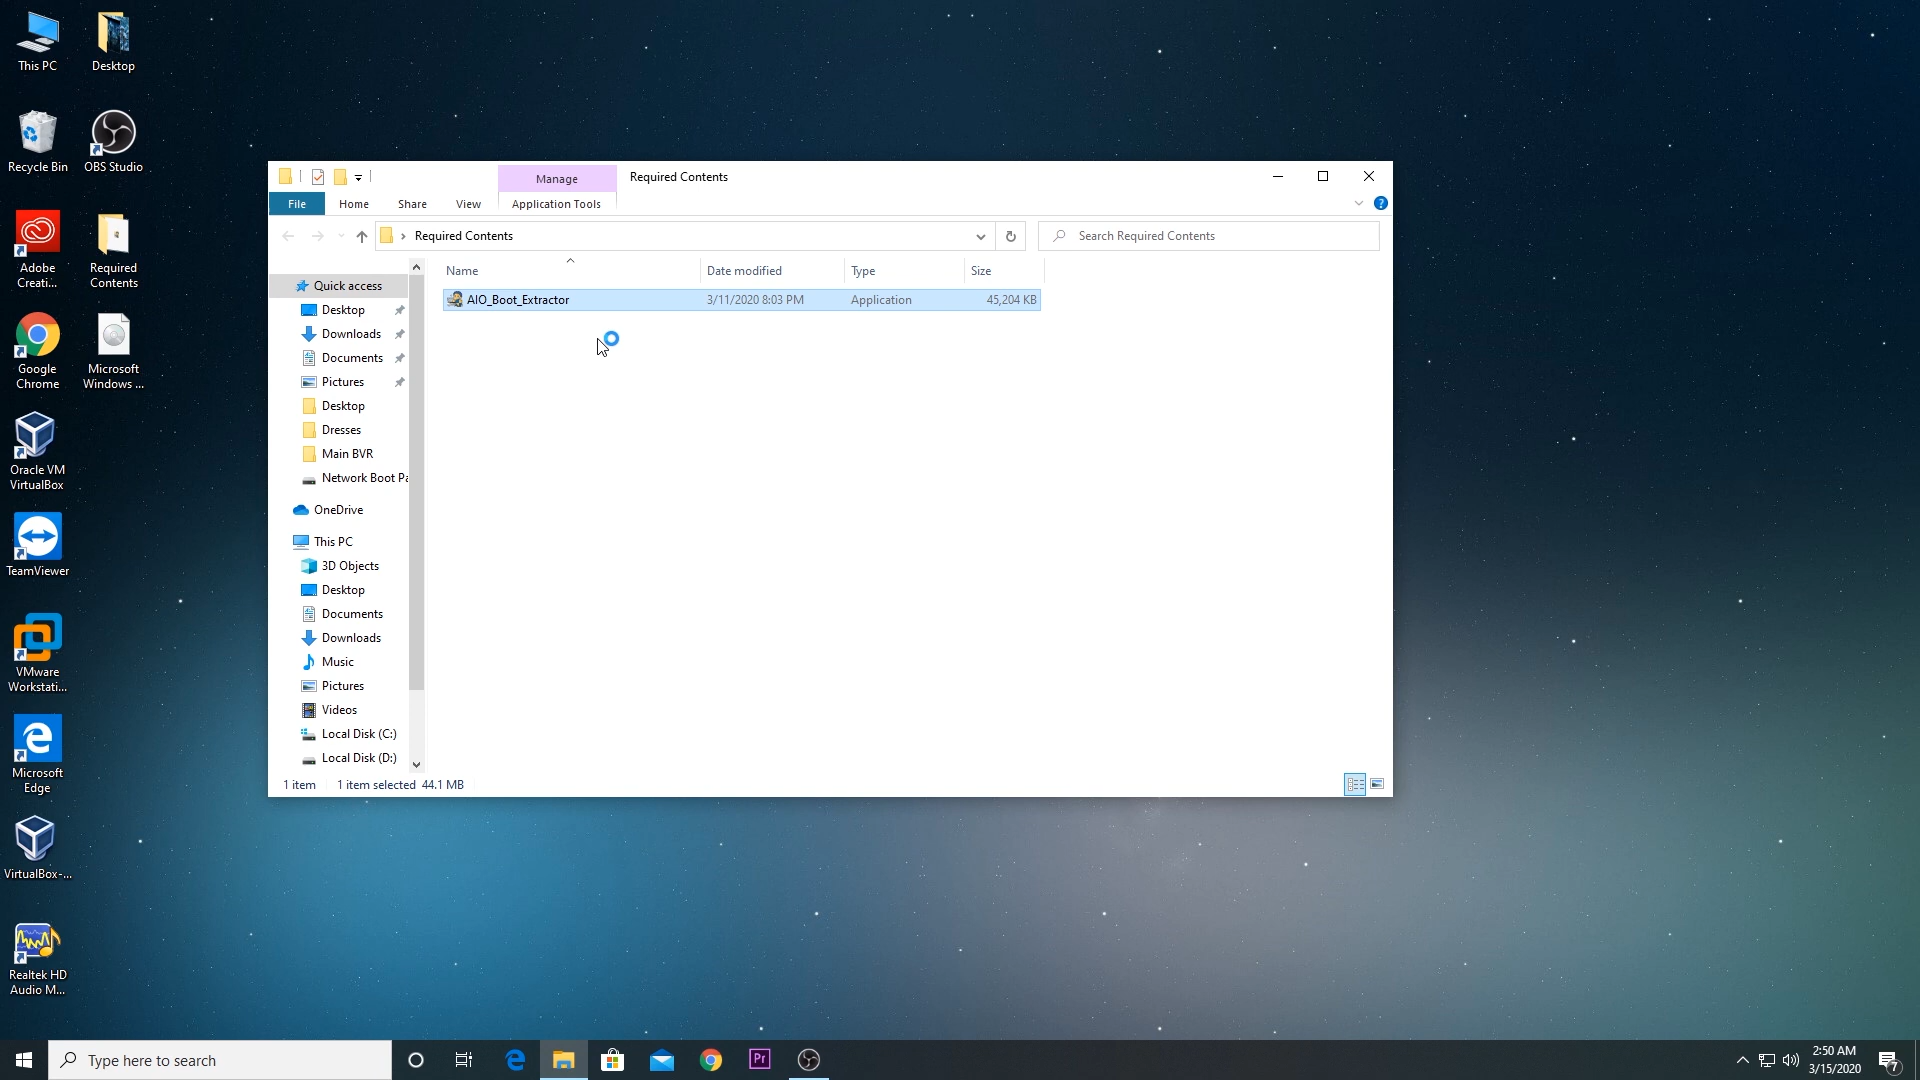 This PC
Desktop
Recycle Bin
OBS Studio
Adobe
Creati...
Required
Contents
Google
Chrome
Microsoft
Windows ...
Oracle VM
VirtualBox
TeamViewer
VMware
Workstati...
Microsoft
Edge
VirtualBox-...
Realtek HD
Audio M...
Manage
Required Contents
File
Home
Share
View
Application Tools
?
Required Contents
Search Required Contents
Name
Date modified
Type
Size
AIO_Boot_Extractor
3/11/2020 8:03 PM
Application
45,204 KB
Quick access
Desktop
Downloads
Documents
Pictures
Desktop
Dresses
Main BVR
Network Boot Pa
OneDrive
This PC
3D Objects
Desktop
Documents
Downloads
Music
Pictures
Videos
Local Disk (C:)
Local Disk (D:)
1 item
1 item selected 44.1 MB
Type here to search
Pr
2:50 AM
3/15/2020
7